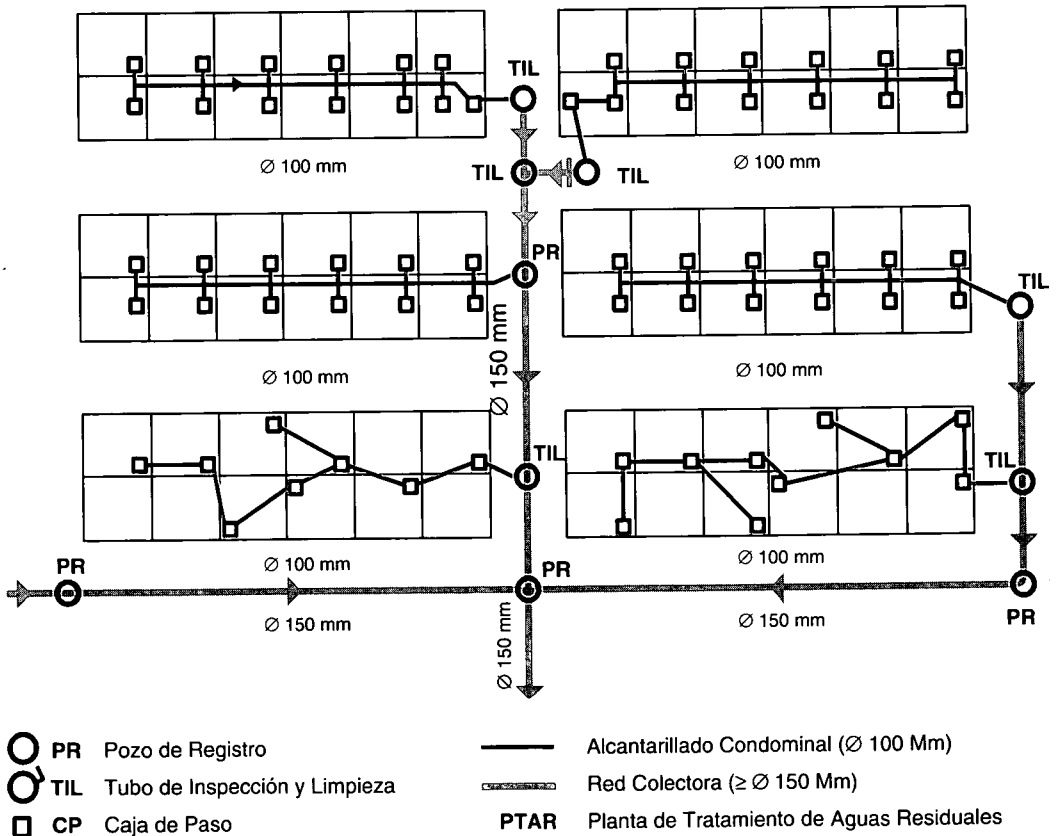 TIL
Ø 100 mm
Ø 100 mm
TIL
TIL
PR
TIL
Ø 150 mm
Ø 100 mm
Ø 100 mm
TIL
TIL
Ø 100 mm
Ø 100 mm
PR
PR
Ø 150 mm
Ø 150 mm
Ø 150 mm
PR
PR Pozo de Registro
Alcantarillado Condominal (Ø 100 Mm)
TIL Tubo de Inspección y Limpieza
Red Colectora (≥ Ø 150 Mm)
CP Caja de Paso
PTAR Planta de Tratamiento de Aguas Residuales